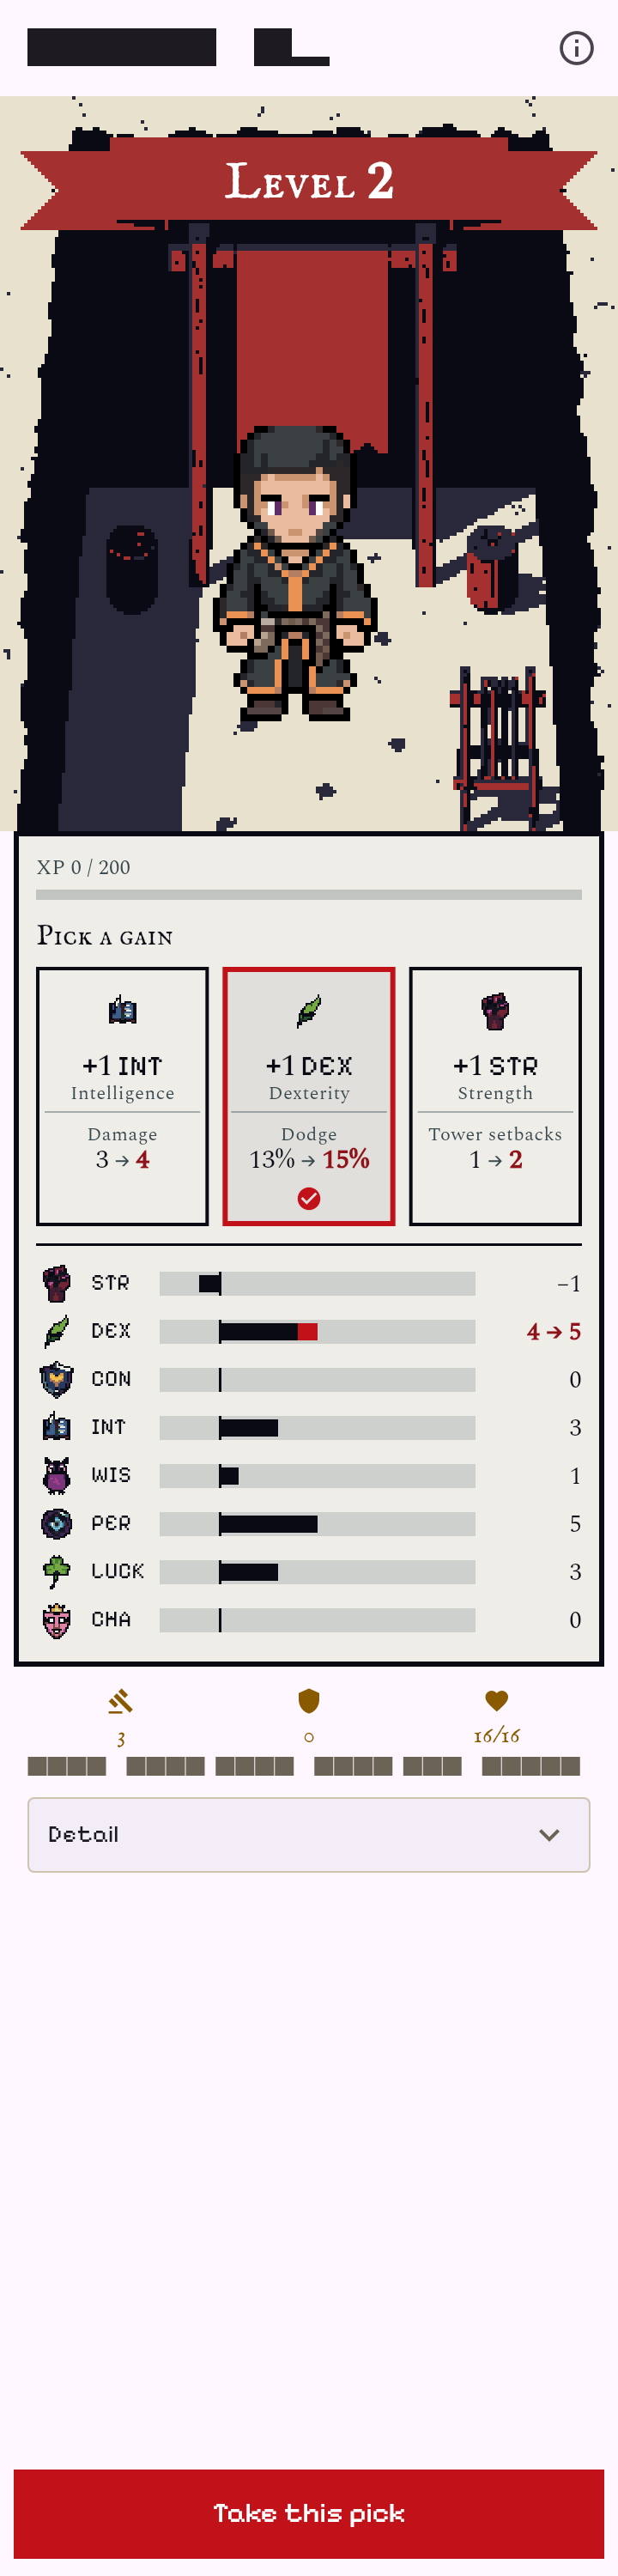 Level 2
XP 0 / 200
Pick a gain
+1 INT
Intelligence
Damage
3 → 4
+1 DEX
Dexterity
Dodge
13% → 15%
+1 STR
Strength
Tower setbacks
1 → 2
STR −1
DEX 4 → 5
CON 0
INT 3
WIS 1
PER 5
LUCK 3
CHA 0
3 0 16/16
Detail
Take this pick